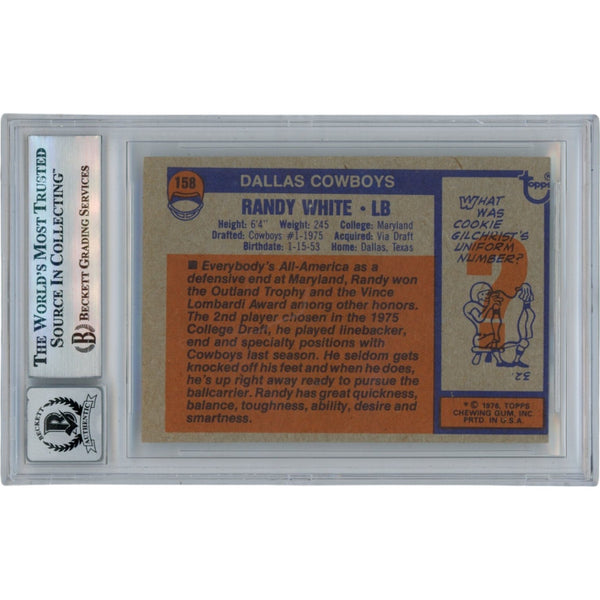 THE WORLD'S MOST TRUSTED
SOURCE IN COLLECTING™
BECKETT GRADING SERVICES
BECKETT
AUTHENTIC
158
DALLAS COWBOYS
RANDY WHITE • LB
Height: 6'4" Weight: 245 College: Maryland
Drafted: Cowboys #1-1975 Acquired: Via Draft
Birthdate: 1-15-53 Home: Dallas, Texas
■ Everybody's All-America as a
defensive end at Maryland, Randy won
the Outland Trophy and the Vince
Lombardi Award among other honors.
The 2nd player chosen in the 1975
College Draft, he played linebacker,
end and specialty positions with
Cowboys last season. He seldom gets
knocked off his feet and when he does,
he's up right away ready to pursue the
ballcarrier. Randy has great quickness,
balance, toughness, ability, desire and
smartness.
TOPPS
WHAT
WAS
COOKIE
GILCHRIST'S
UNIFORM
NUMBER?
?
32
* © 1976, TOPPS
CHEWING GUM, INC.
PRTD. IN U.S.A.